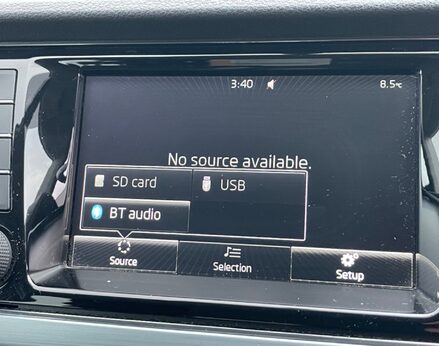 3:40 8.5°C
No source available.
SD card USB
BT audio
Source Selection Setup